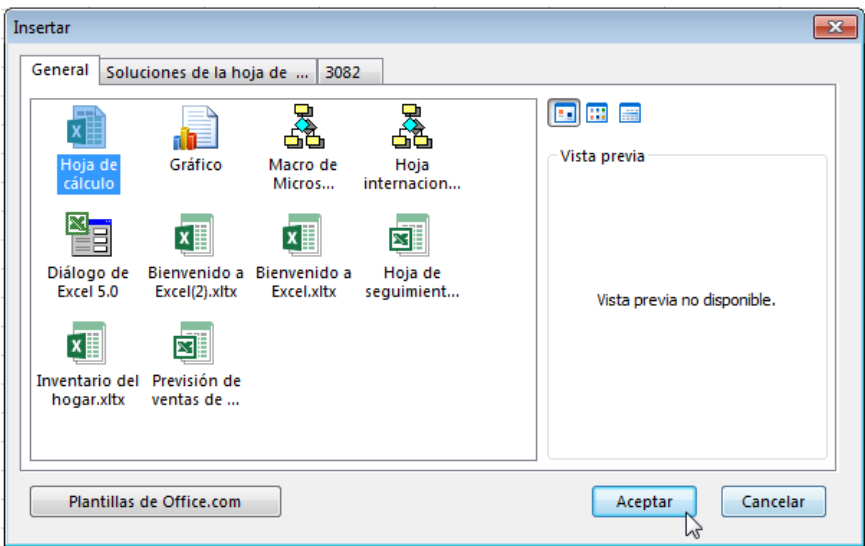 Insertar
General
Soluciones de la hoja de ...
3082
Hoja de
cálculo
Gráfico
Macro de
Micros...
Hoja
internacion...
Diálogo de
Excel 5.0
Bienvenido a
Excel(2).xltx
Bienvenido a
Excel.xltx
Hoja de
seguimient...
Inventario del
hogar.xltx
Previsión de
ventas de ...
Vista previa
Vista previa no disponible.
Plantillas de Office.com
Aceptar
Cancelar